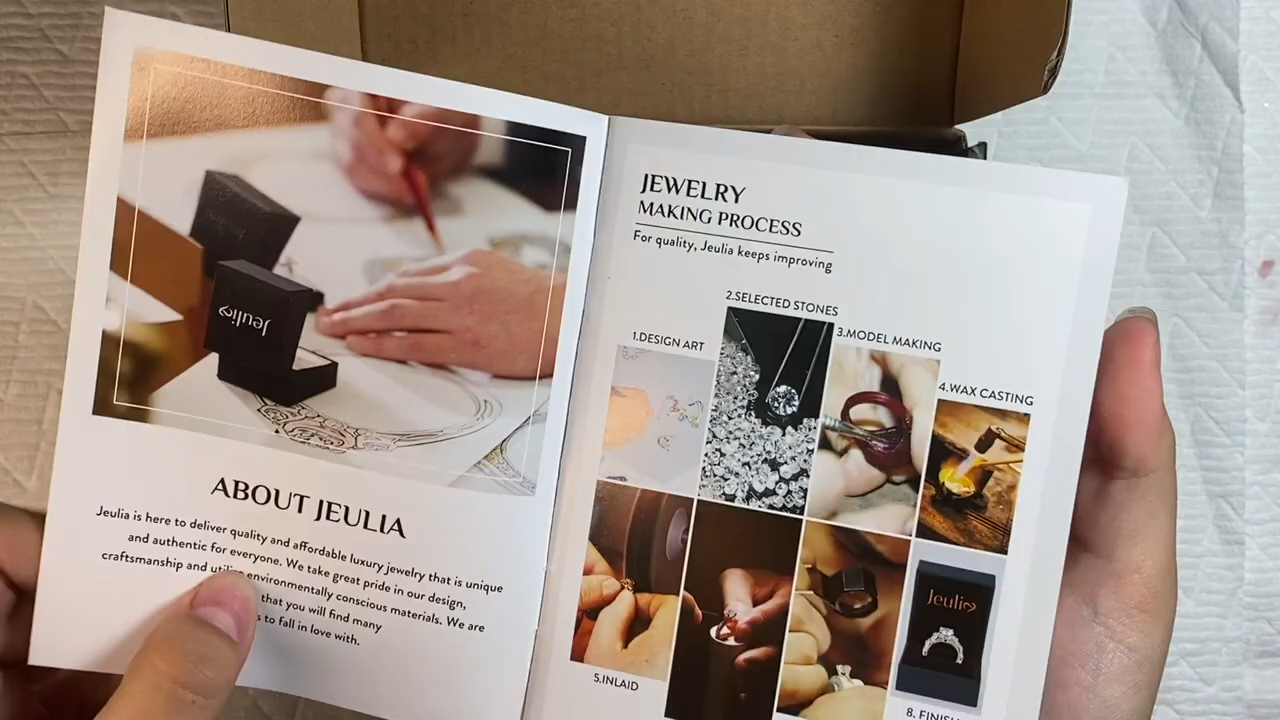 Jeulia
ABOUT JEULIA
Jeulia is here to deliver quality and affordable luxury jewelry that is unique
and authentic for everyone. We take great pride in our design,
craftsmanship and environmentally conscious materials. We are
that you will find many
to fall in love with.
JEWELRY
MAKING PROCESS
For quality, Jeulia keeps improving
1.DESIGN ART
2.SELECTED STONES
3.MODEL MAKING
4.WAX CASTING
5.INLAID
Jeulia
8.